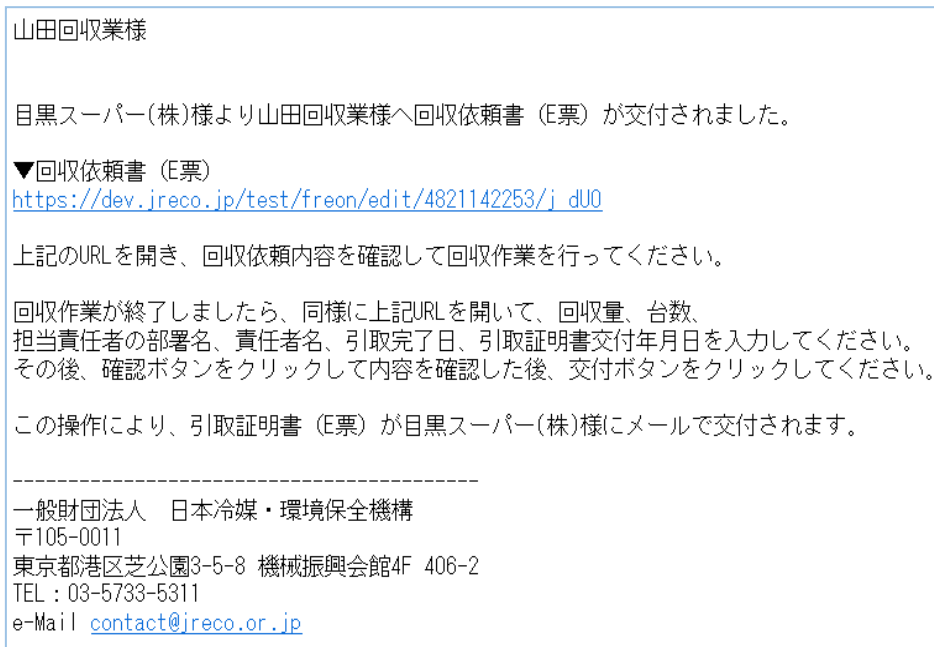 山田回収業様
目黒スーパー(株)様より山田回収業様へ回収依頼書（E票）が交付されました。
▼回収依頼書（E票）
https://dev.jreco.jp/test/freon/edit/4821142253/j_dUO
上記のURLを開き、回収依頼内容を確認して回収作業を行ってください。
回収作業が終了しましたら、同様に上記URLを開いて、回収量、台数、
担当責任者の部署名、責任者名、引取完了日、引取証明書交付年月日を入力してください。
その後、確認ボタンをクリックして内容を確認した後、交付ボタンをクリックしてください。
この操作により、引取証明書（E票）が目黒スーパー(株)様にメールで交付されます。
------------------------------------------
一般財団法人　日本冷媒・環境保全機構
〒105-0011
東京都港区芝公園3-5-8 機械振興会館4F 406-2
TEL：03-5733-5311
e-Mail contact@jreco.or.jp